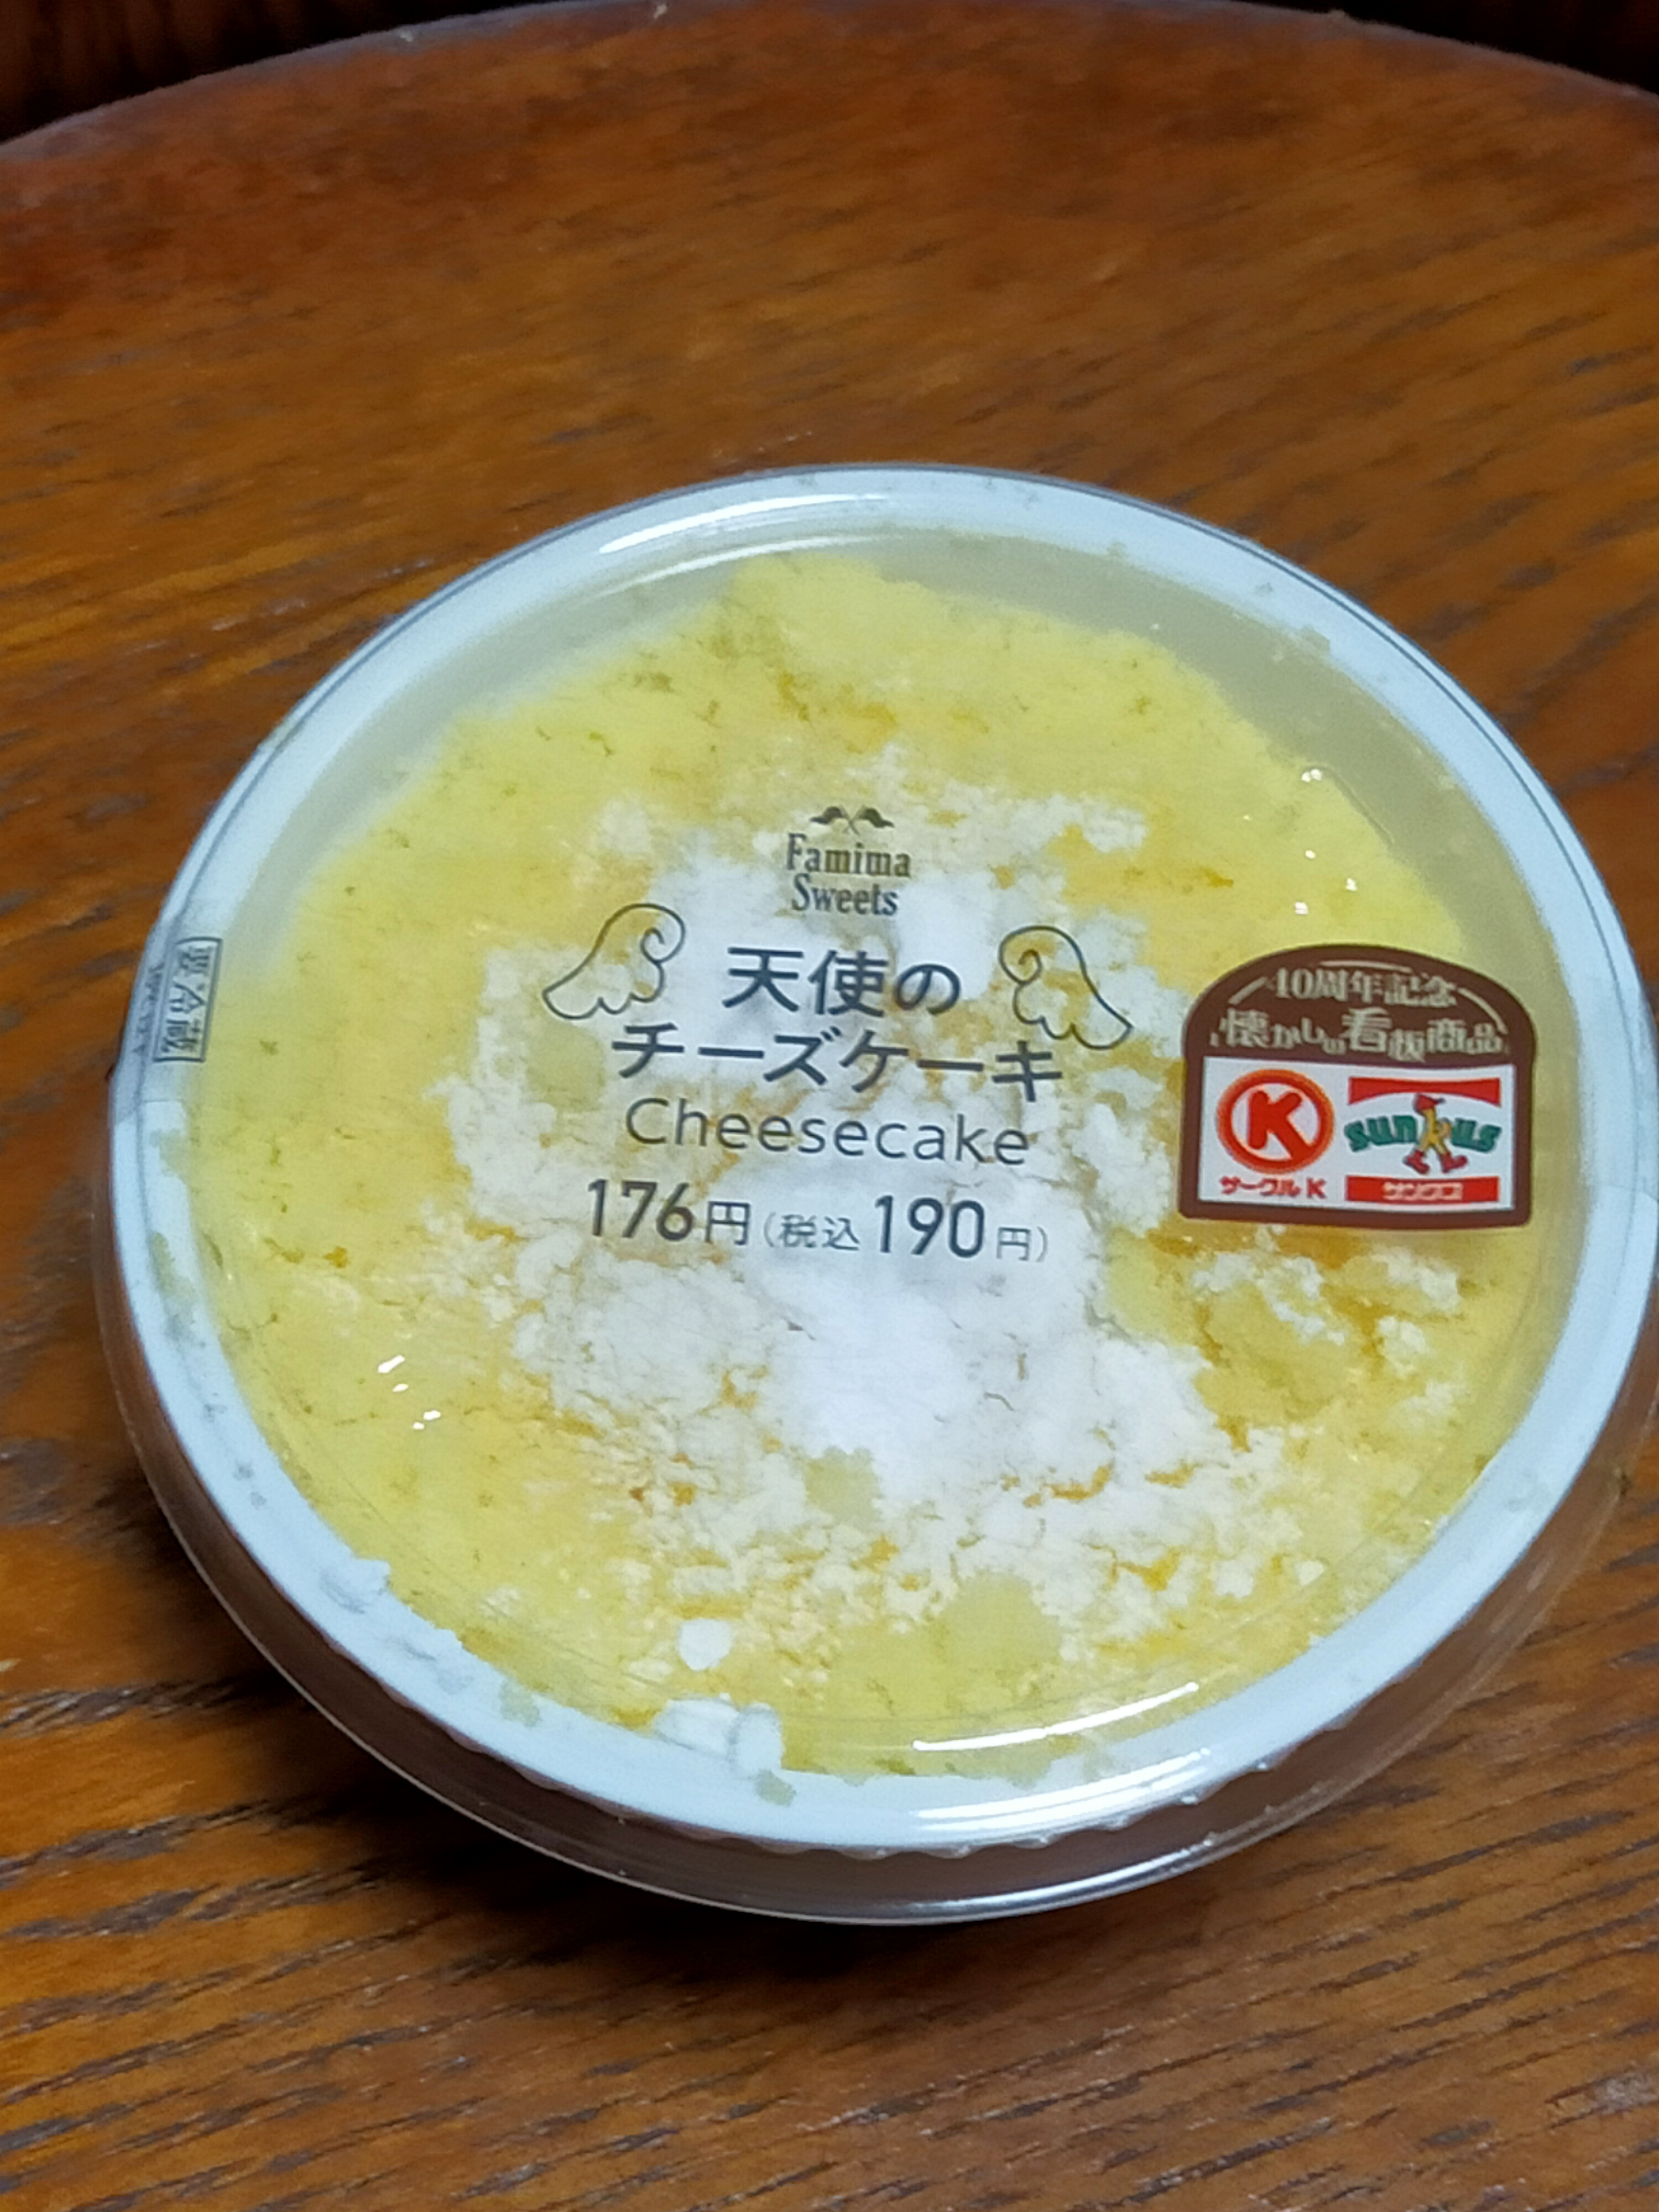 Famima
Sweets
天使の
チーズケーキ
Cheesecake
176円(税込190円)
40周年記念
懐かしの看板商品
K
sunkus
サークルK
サンクス
要冷蔵